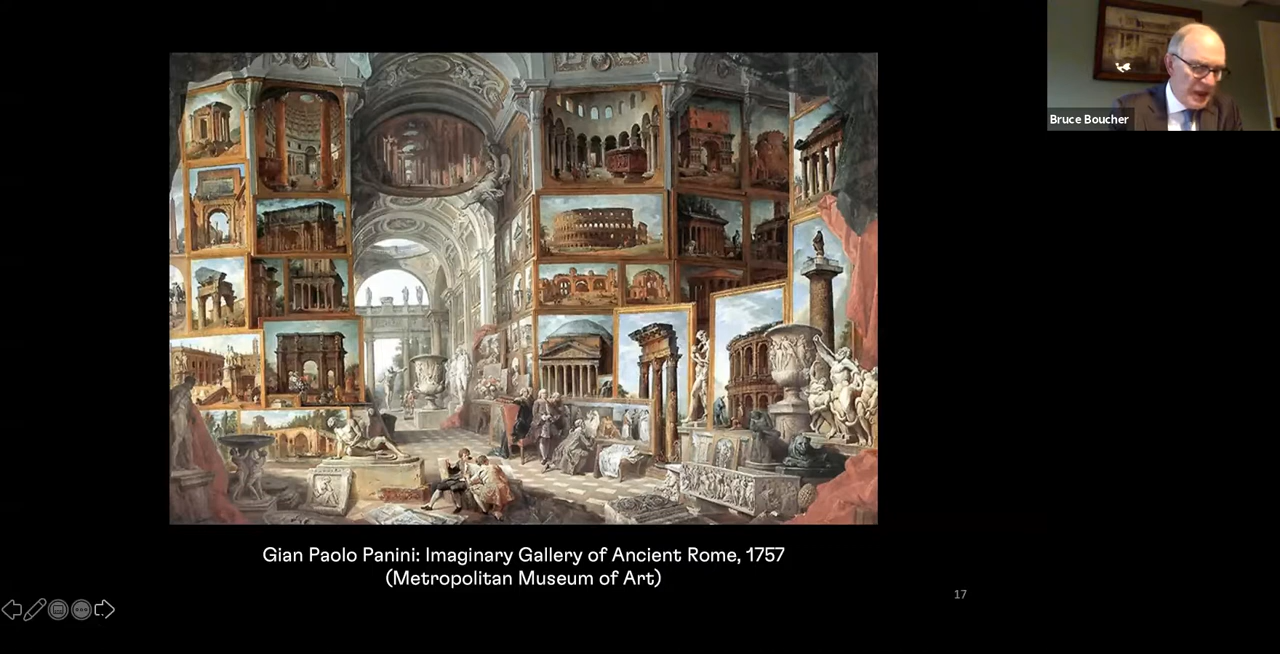 Bruce Boucher
Gian Paolo Panini: Imaginary Gallery of Ancient Rome, 1757
(Metropolitan Museum of Art)
17